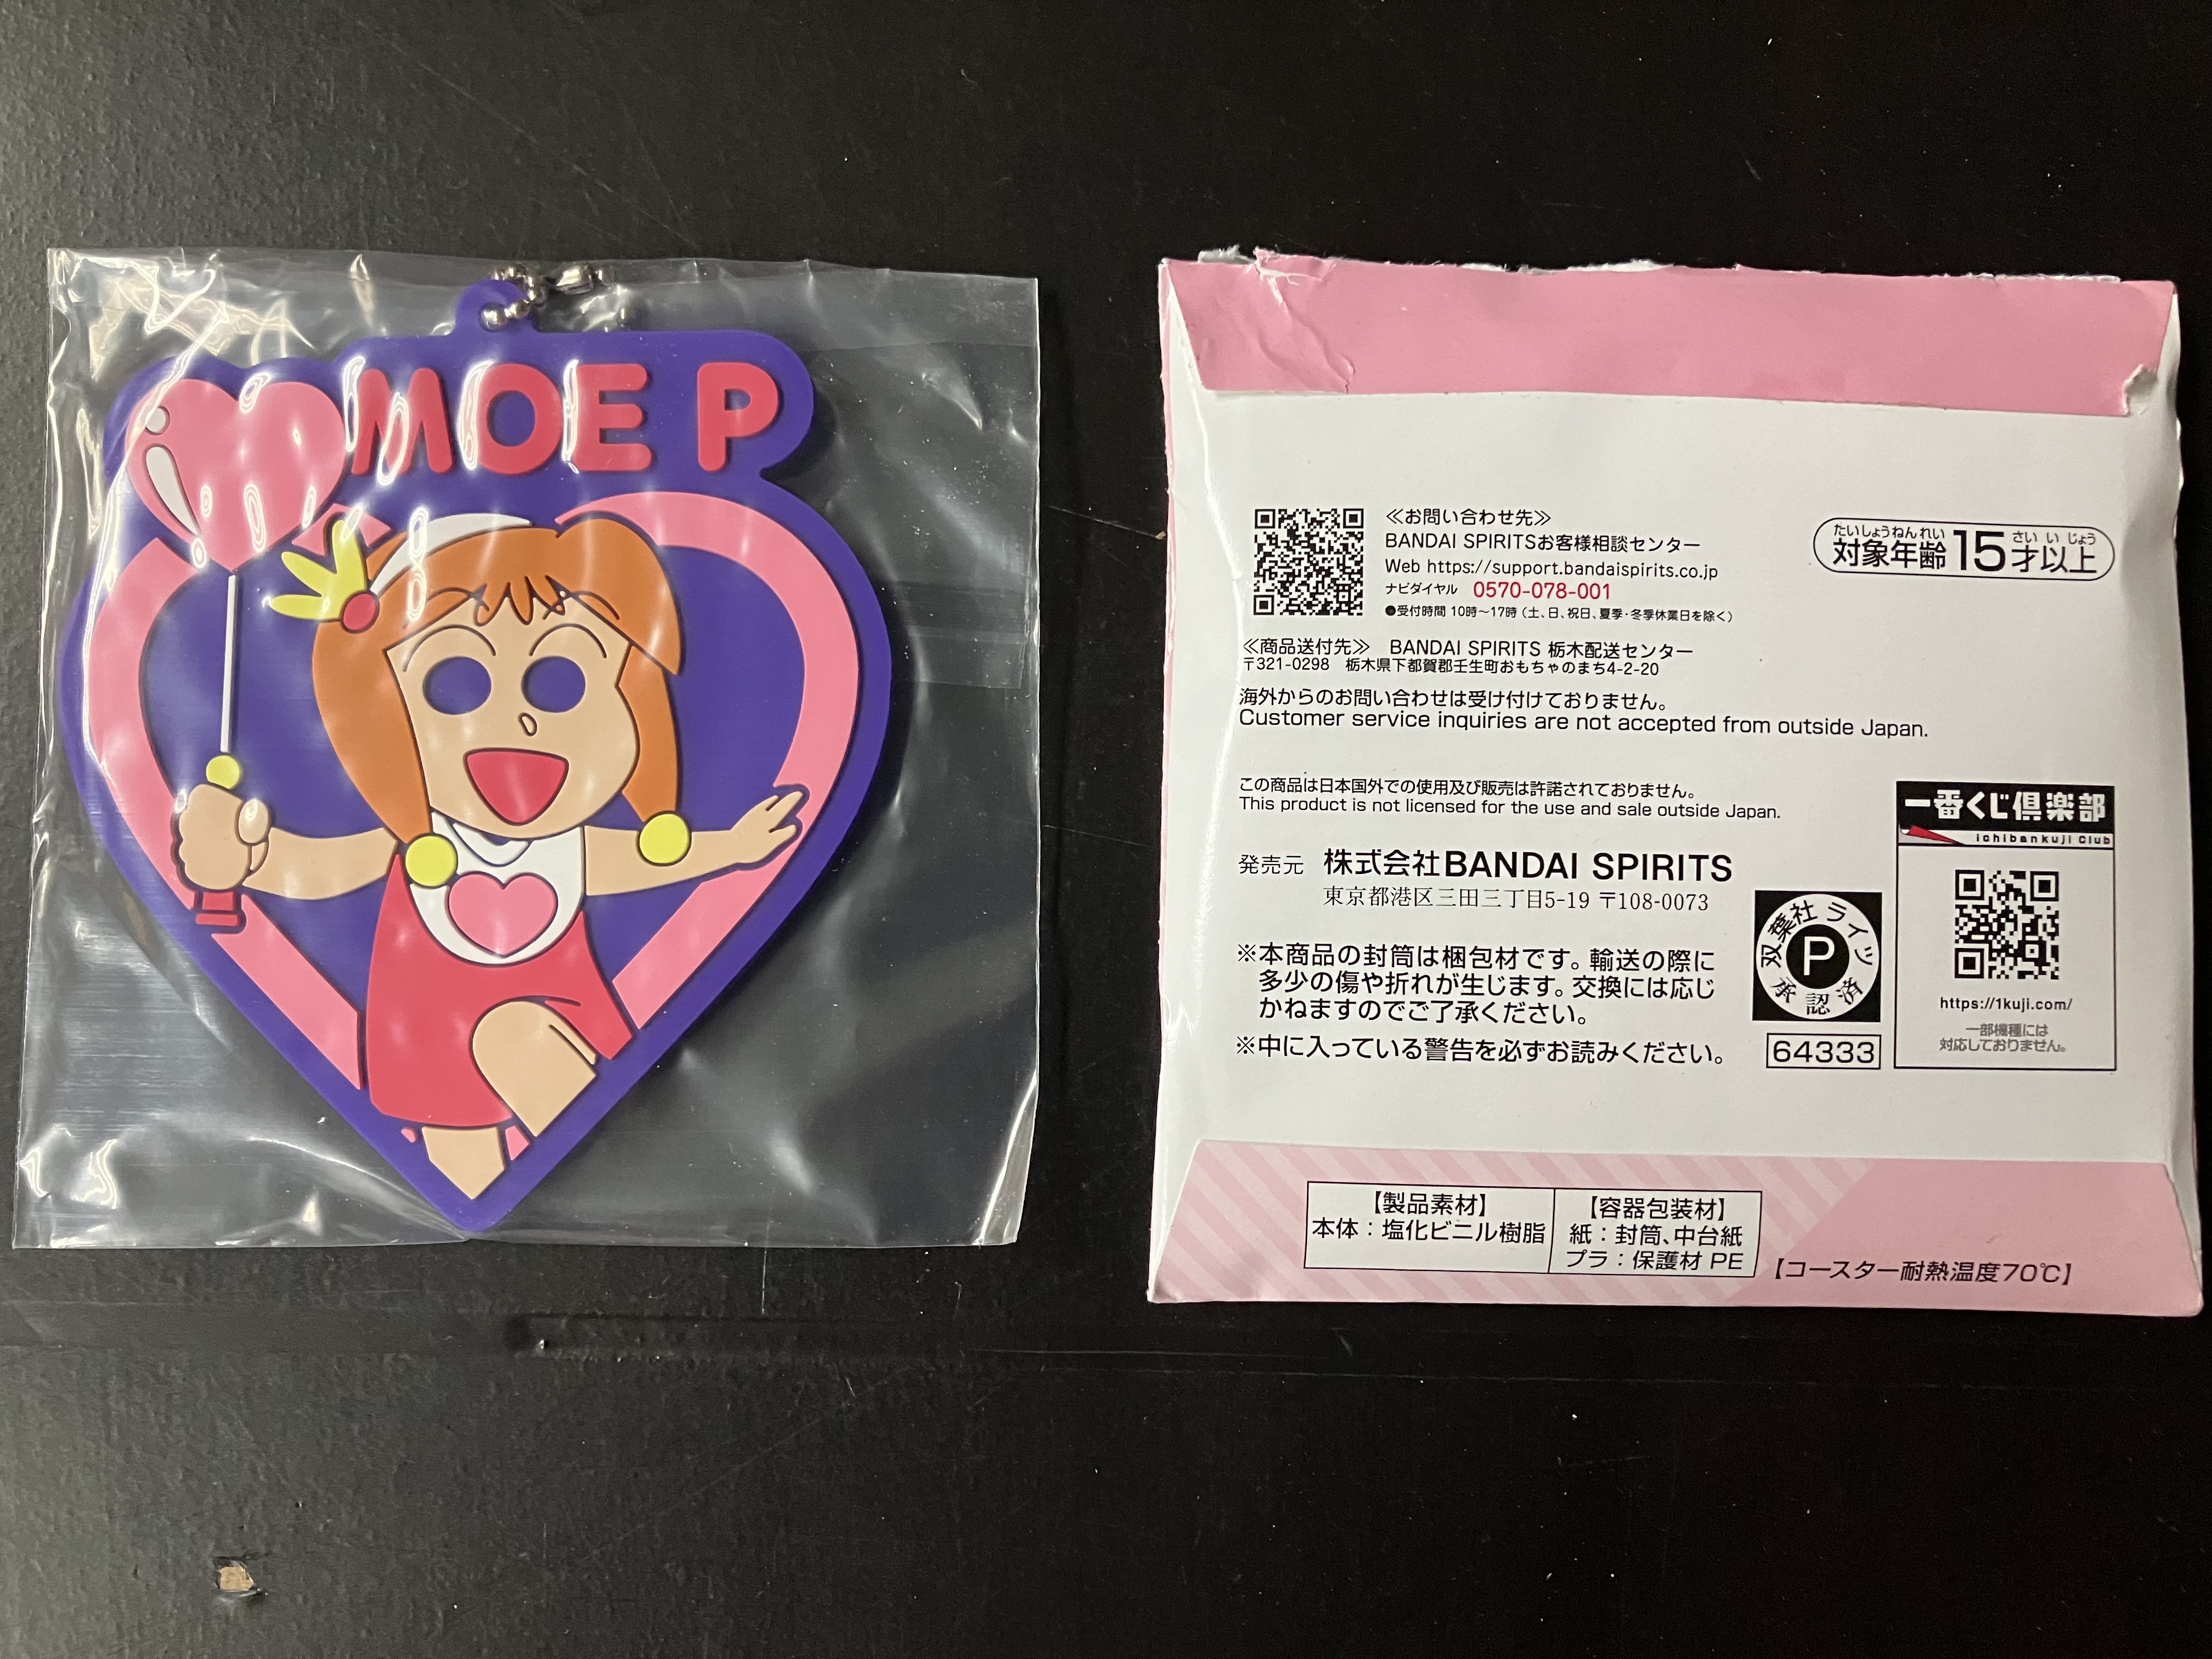 MOE P
≪お問い合わせ先≫
BANDAI SPIRITSお客様相談センター
Web https://support.bandaispirits.co.jp
ナビダイヤル 0570-078-001
●受付時間 10時～17時（土、日、祝日、夏季・冬季休業日を除く）
たいしょうねんれい さい い じょう
対象年齢15才以上
≪商品送付先≫ BANDAI SPIRITS 栃木配送センター
〒321-0298 栃木県下都賀郡壬生町おもちゃのまち4-2-20
海外からのお問い合わせは受け付けておりません。
Customer service inquiries are not accepted from outside Japan.
この商品は日本国外での使用及び販売は許諾されておりません。
This product is not licensed for the use and sale outside Japan.
発売元 株式会社BANDAI SPIRITS
東京都港区三田三丁目5-19 〒108-0073
※本商品の封筒は梱包材です。輸送の際に
多少の傷や折れが生じます。交換には応じ
かねますのでご了承ください。
※中に入っている警告を必ずお読みください。
双葉社ライツ
P
承認済
64333
一番くじ倶楽部
ichibankuji Club
https://1kuji.com/
一部機種には
対応しておりません。
【製品素材】
本体：塩化ビニル樹脂
【容器包装材】
紙：封筒、中台紙
プラ：保護材 PE
【コースター耐熱温度70℃】